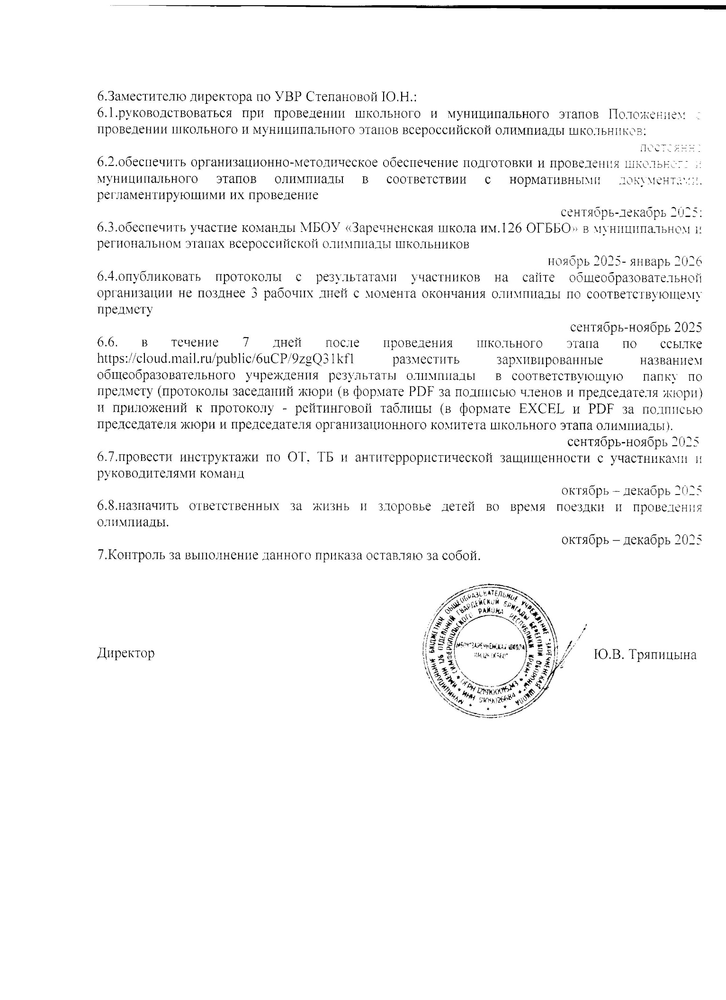 6.Заместителю директора по УВР Степановой Ю.Н.:
6.1.руководствоваться при проведении школьного и муниципального этапов Положением
проведении школьного и муниципального этапов всероссийской олимпиады школьников:
6.2.обеспечить организационно-методическое обеспечение подготовки и проведения школьного и
муниципального этапов олимпиады в соответствии с нормативными документами,
регламентирующими их проведение
сентябрь-декабрь 2025:
6.3.обеспечить участие команды МБОУ «Заречненская школа им.126 ОГББО» в муниципальном и
региональном этапах всероссийской олимпиады школьников
ноябрь 2025- январь 2026
6.4.опубликовать протоколы с результатами участников на сайте общеобразовательной
организации не позднее 3 рабочих дней с момента окончания олимпиады по соответствующему
предмету
сентябрь-ноябрь 2025
6.6. в течение 7 дней после проведения школьного этапа по ссылке
https://cloud.mail.ru/public/6uCP/9zgQ31kf1 разместить зархивированные названием
общеобразовательного учреждения результаты олимпиады в соответствующую папку по
предмету (протоколы заседаний жюри (в формате PDF за подписью членов и председателя жюри)
и приложений к протоколу - рейтинговой таблицы (в формате EXCEL и PDF за подписью
председателя жюри и председателя организационного комитета школьного этапа олимпиады).
сентябрь-ноябрь 2025
6.7.провести инструктажи по ОТ, ТБ и антитеррористической защищенности с участниками и
руководителями команд
октябрь – декабрь 2025
6.8.назначить ответственных за жизнь и здоровье детей во время поездки и проведения
олимпиады.
октябрь – декабрь 2025
7.Контроль за выполнение данного приказа оставляю за собой.
МУНИЦИПАЛЬНОЕ БЮДЖЕТНОЕ ОБЩЕОБРАЗОВАТЕЛЬНОЕ УЧРЕЖДЕНИЕ "ЗАРЕЧНЕНСКАЯ ШКОЛА
ИМЕНИ 126 ОТДЕЛЬНОЙ ГВАРДЕЙСКОЙ БРИГАДЫ БЕРЕГОВОЙ ОБОРОНЫ"
СИМФЕРОПОЛЬСКОГО РАЙОНА РЕСПУБЛИКИ КРЫМ
МБОУ "ЗАРЕЧНЕНСКАЯ ШКОЛА
ИМ.126 ОГББО"
Директор Ю.В. Тряпицына